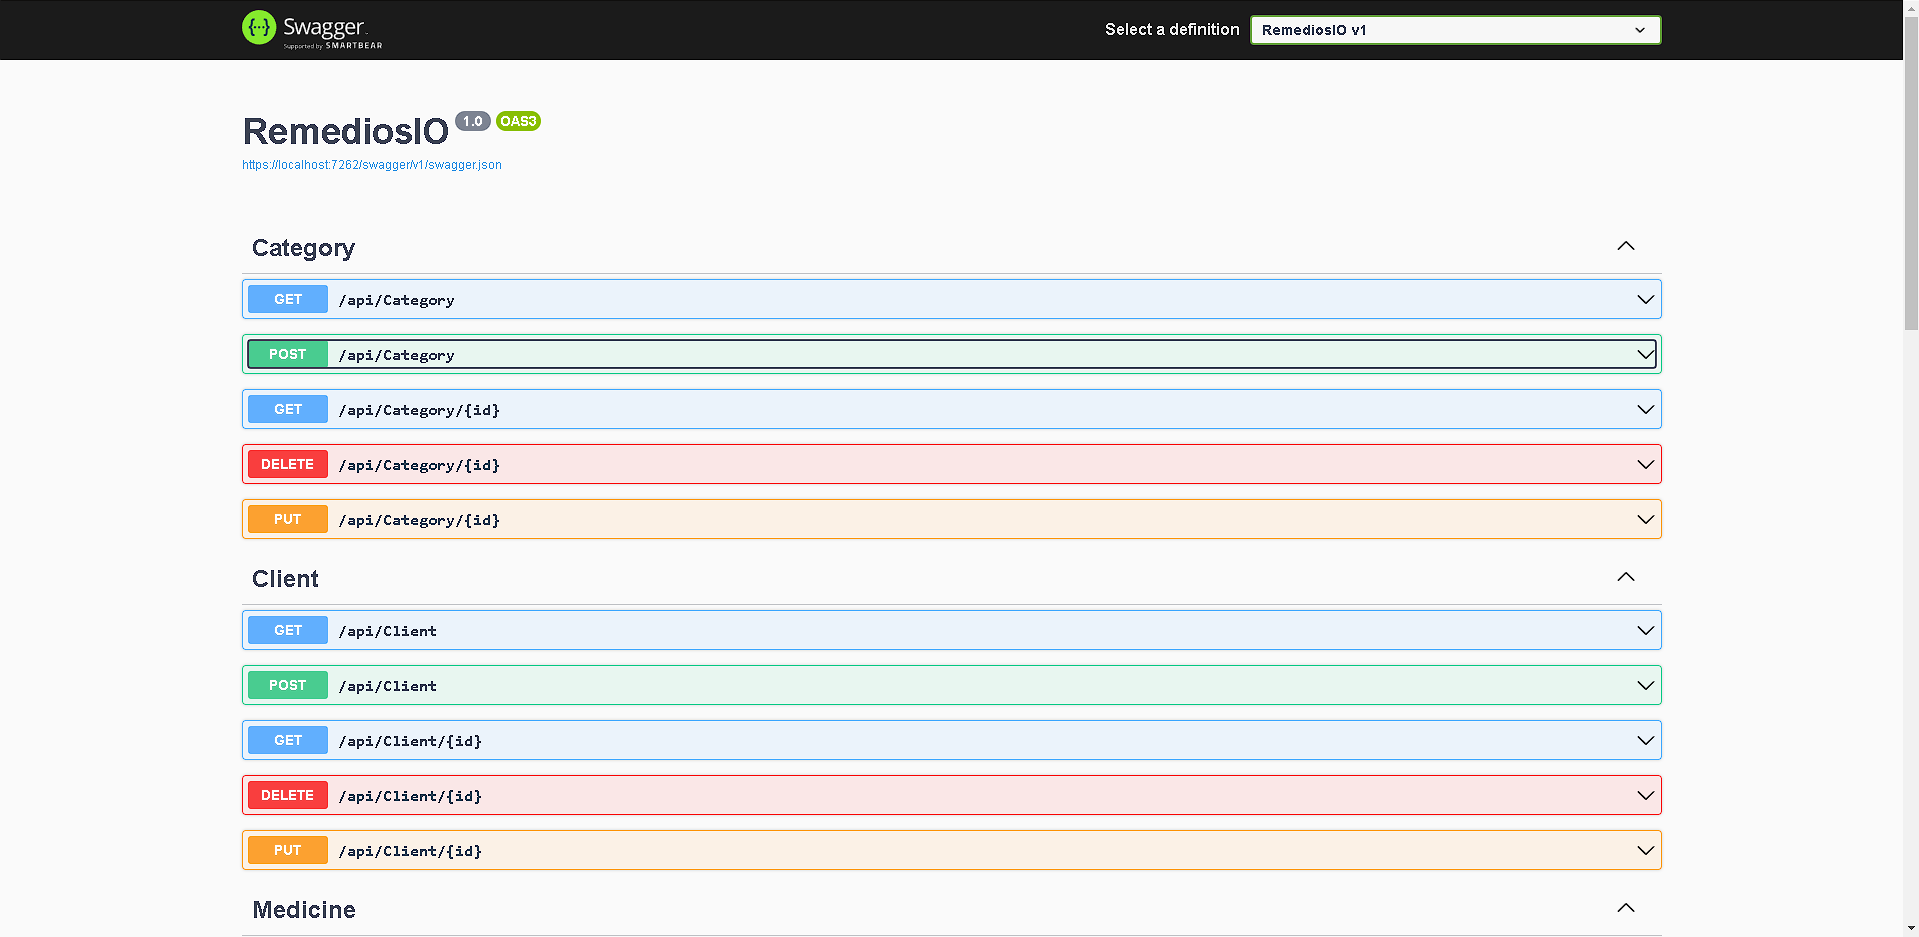 Swagger.
Supported by SMARTBEAR
Select a definition
RemediosIO v1
RemediosIO 1.0 OAS3
https://localhost:7262/swagger/v1/swagger.json
Category
GET /api/Category
POST /api/Category
GET /api/Category/{id}
DELETE /api/Category/{id}
PUT /api/Category/{id}
Client
GET /api/Client
POST /api/Client
GET /api/Client/{id}
DELETE /api/Client/{id}
PUT /api/Client/{id}
Medicine